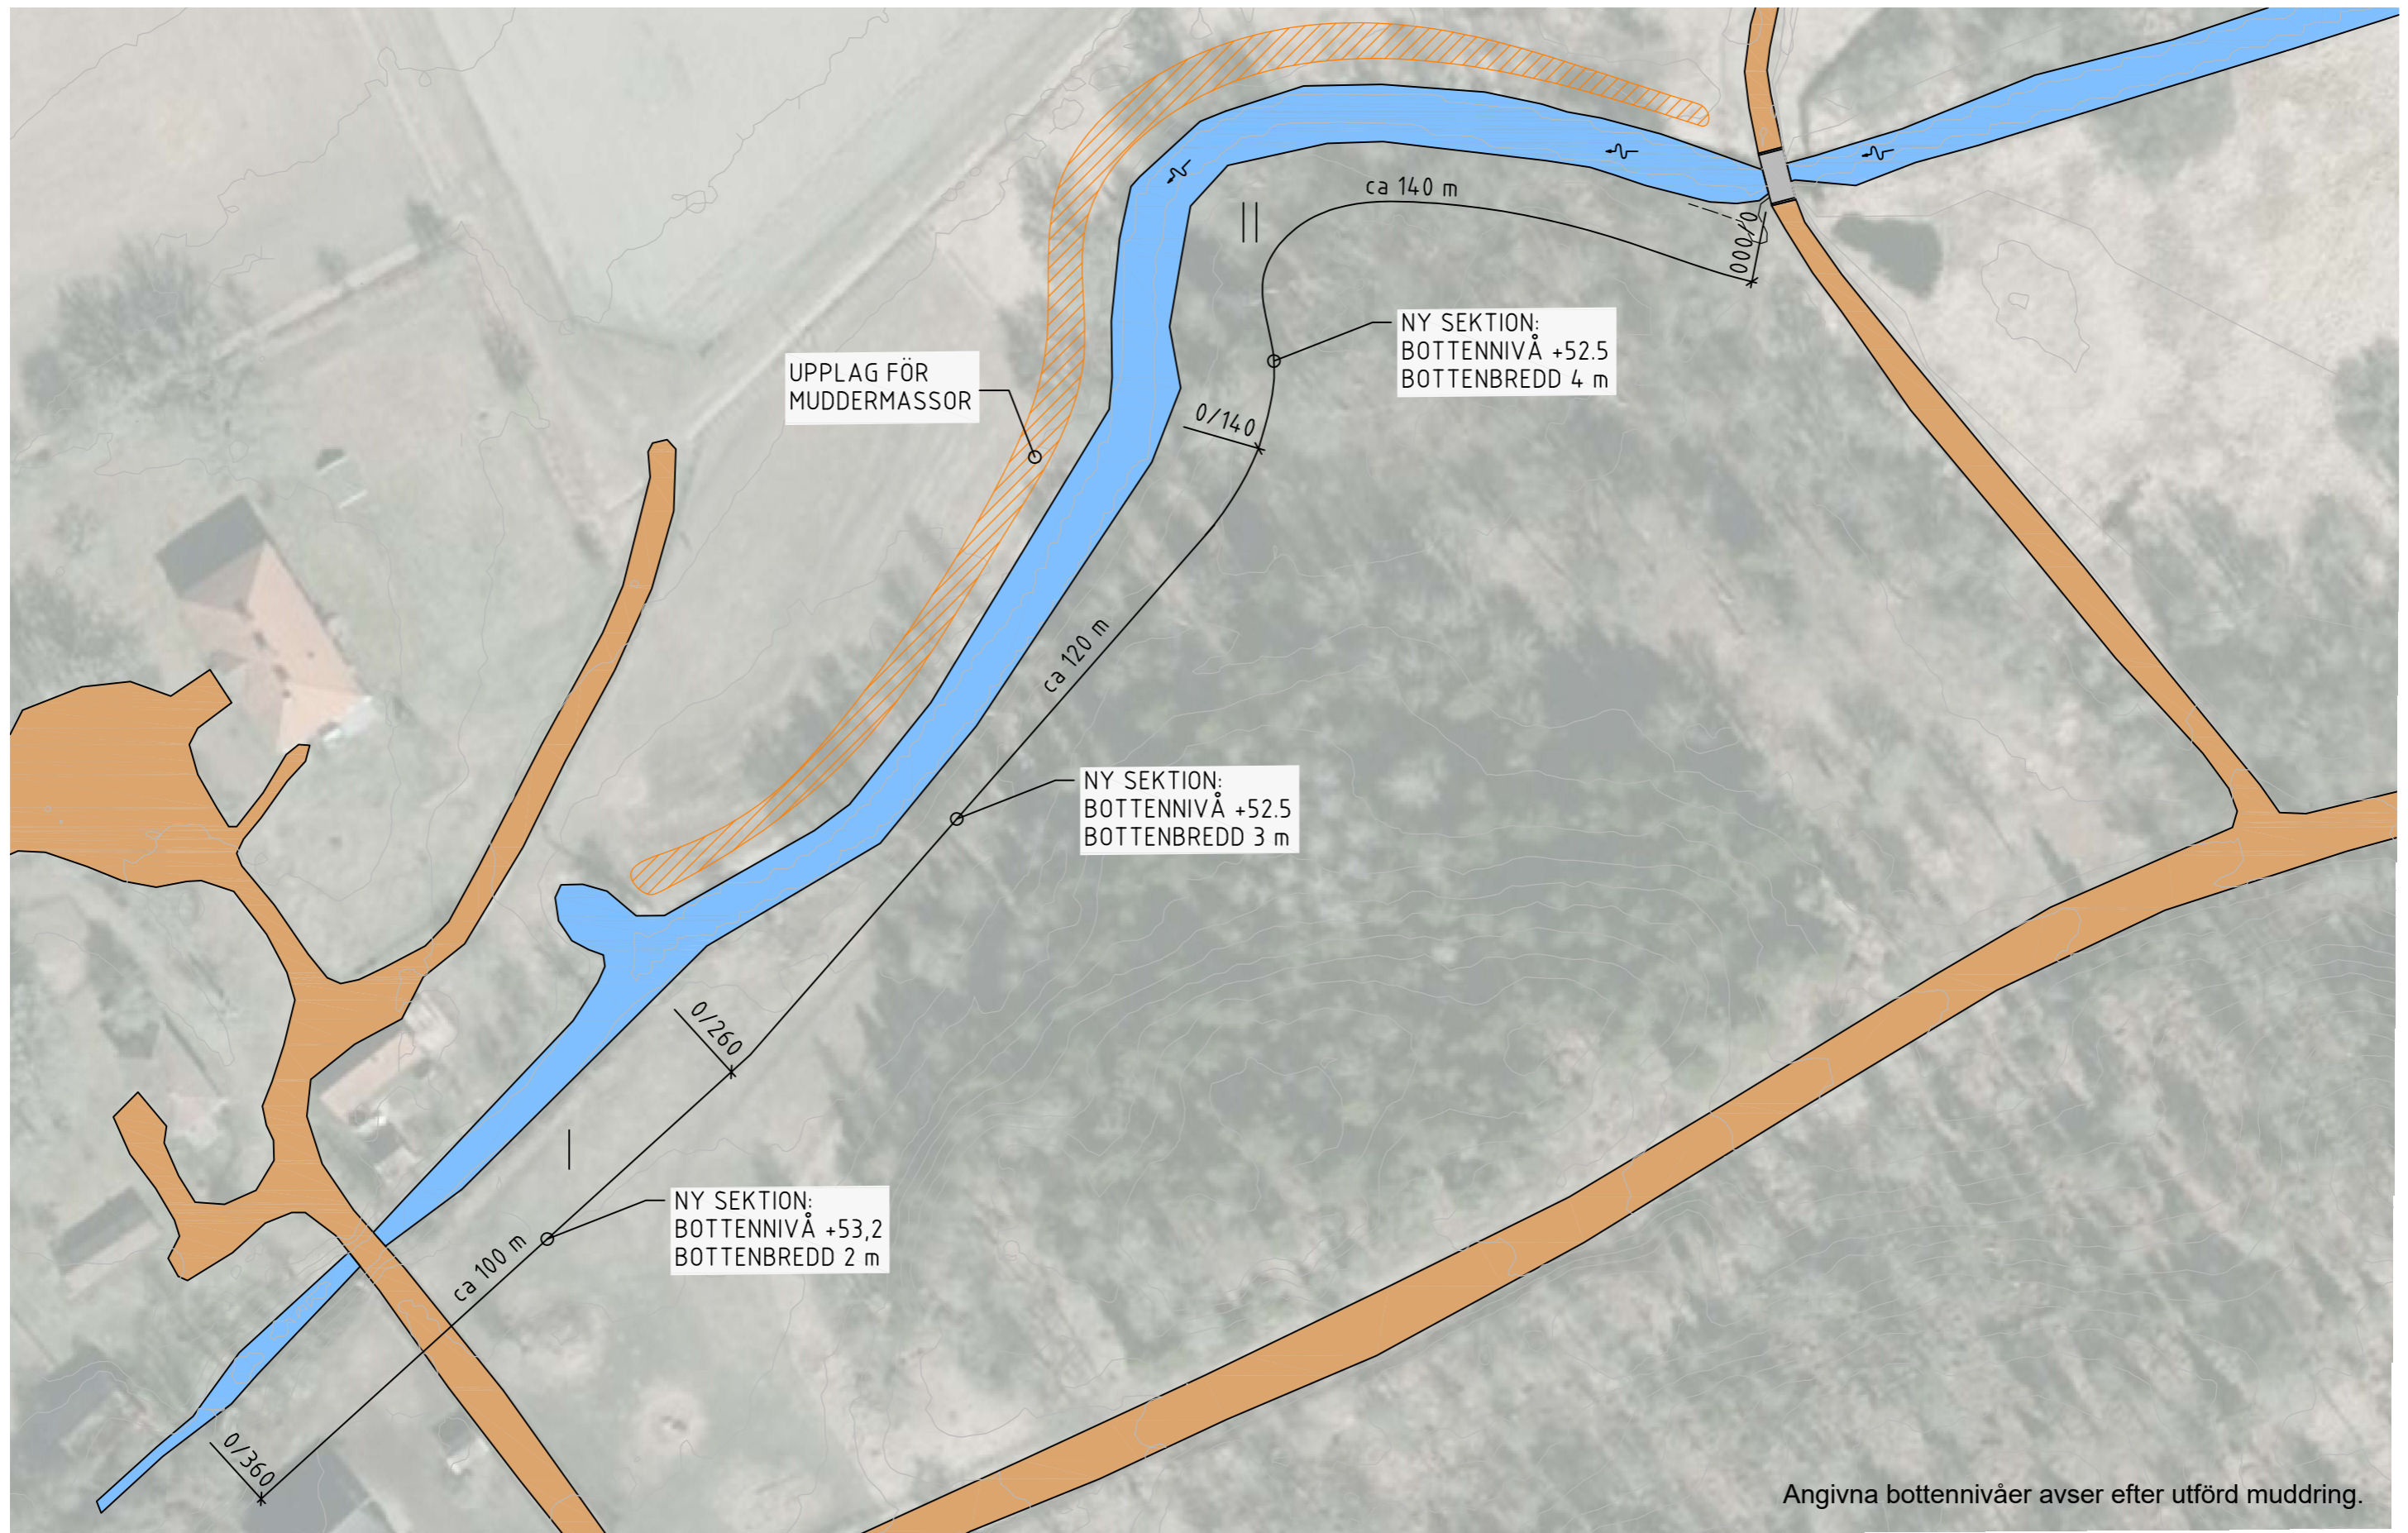 ca 140 m
||
0/000
NY SEKTION:
BOTTENNIVÅ +52.5
BOTTENBREDD 4 m
UPPLAG FÖR
MUDDERMASSOR
0/140
ca 120 m
NY SEKTION:
BOTTENNIVÅ +52.5
BOTTENBREDD 3 m
0/260
|
NY SEKTION:
BOTTENNIVÅ +53,2
BOTTENBREDD 2 m
ca 100 m
0/360
Angivna bottennivåer avser efter utförd muddring.